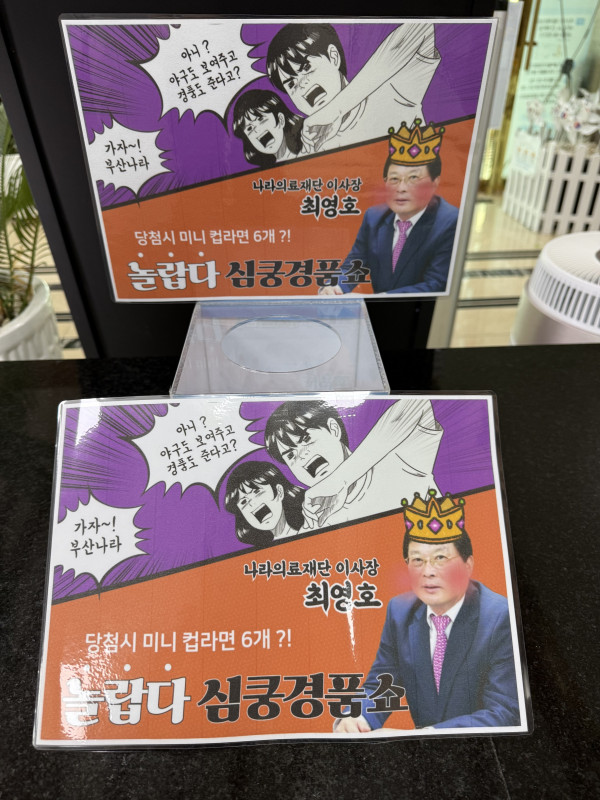 아니?
야구도 보여주고
경품도 준다고?
가자~!
부산나라
나라의료재단 이사장
최영호
당첨시 미니 컵라면 6개 ?!
놀랍다 심쿵경품쇼
아니?
야구도 보여주고
경품도 준다고?
가자~!
부산나라
나라의료재단 이사장
최영호
당첨시 미니 컵라면 6개 ?!
놀랍다 심쿵경품쇼